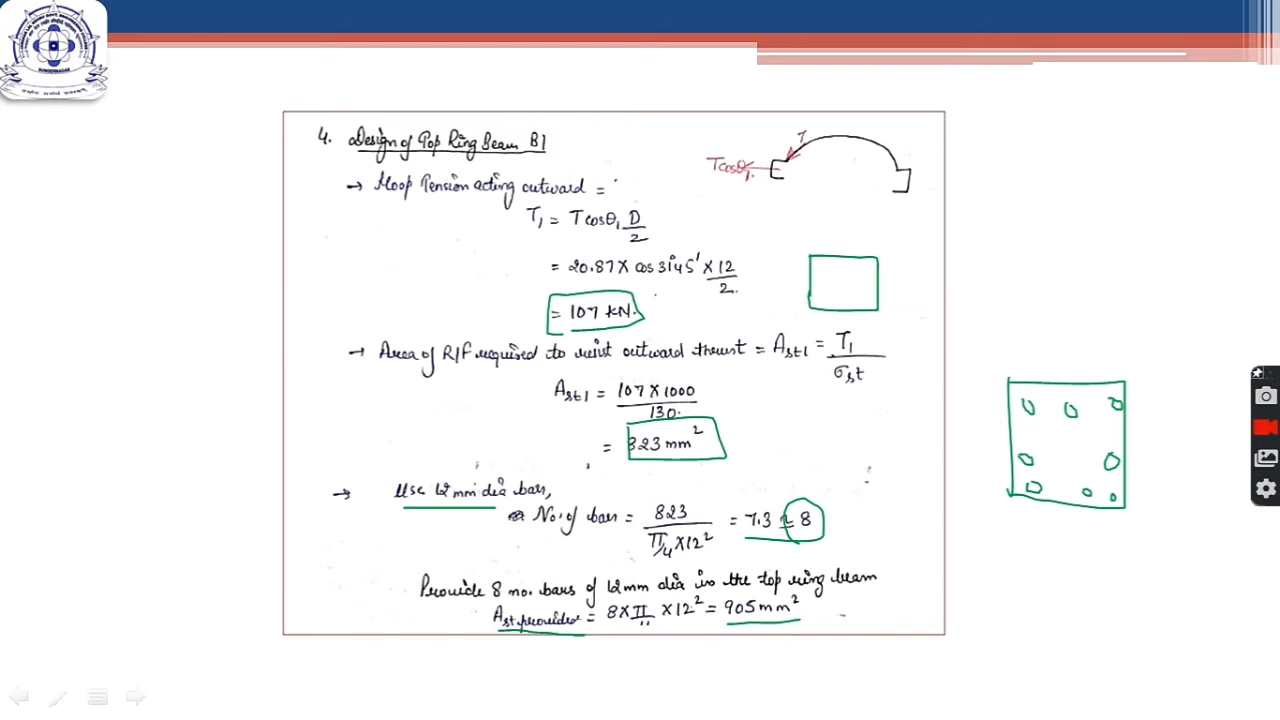 4. Design of Top Ring Beam B1
T
Tcosθ1
→ Hoop Tension acting outward =
T1 = Tcosθ1 D/2
= 20.87 X cos 31°45' X 12/2
= 107 KN.
→ Area of R/F required to resist outward thrust = Ast1 = T1/σst
Ast1 = 107 X 1000/130
= 823 mm²
→ Use 12 mm dia bars,
No. of bars = 823/(π/4 X 12²) = 7.3 ≃ 8
Provide 8 no. bars of 12mm dia in the top ring beam
Ast provided = 8 X π/4 X 12² = 905 mm²